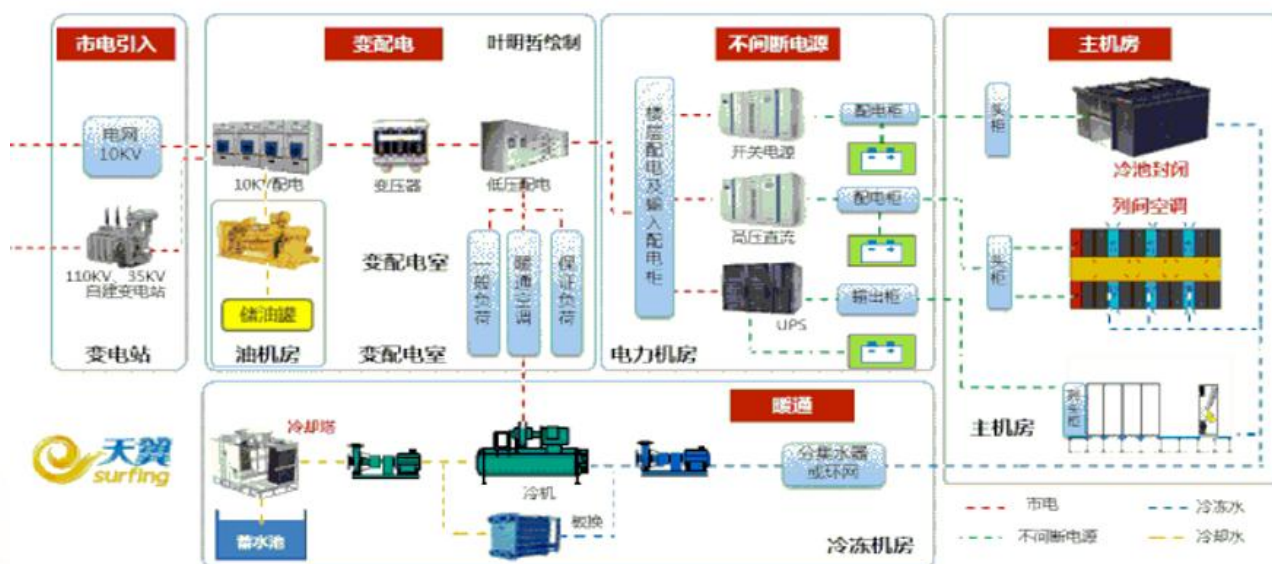 市电引入
变配电
叶明哲绘制
不间断电源
主机房
电网
10KV
10KV配电
变压器
低压配电
110KV、35KV
自建变电站
储油罐
变电站
油机房
变配电室
变配电室
一般负荷
暖通空调
保证负荷
楼层配电及输入配电柜
开关电源
高压直流
UPS
配电柜
配电柜
输出柜
电力机房
头柜
冷池封闭
列间空调
头柜
主机房
暖通
冷却塔
蓄水池
冷机
板换
分集水器
或环网
冷冻机房
天翼
surfing
市电
冷冻水
不间断电源
冷却水